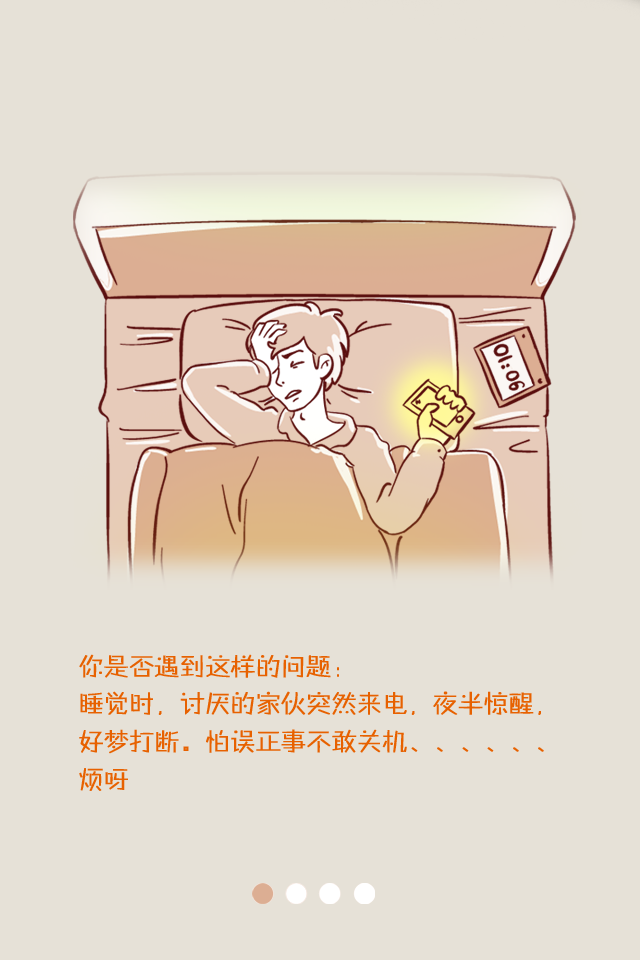 01:06
你是否遇到这样的问题：
睡觉时，讨厌的家伙突然来电，夜半惊醒，
好梦打断。怕误正事不敢关机、、、、、、
烦呀